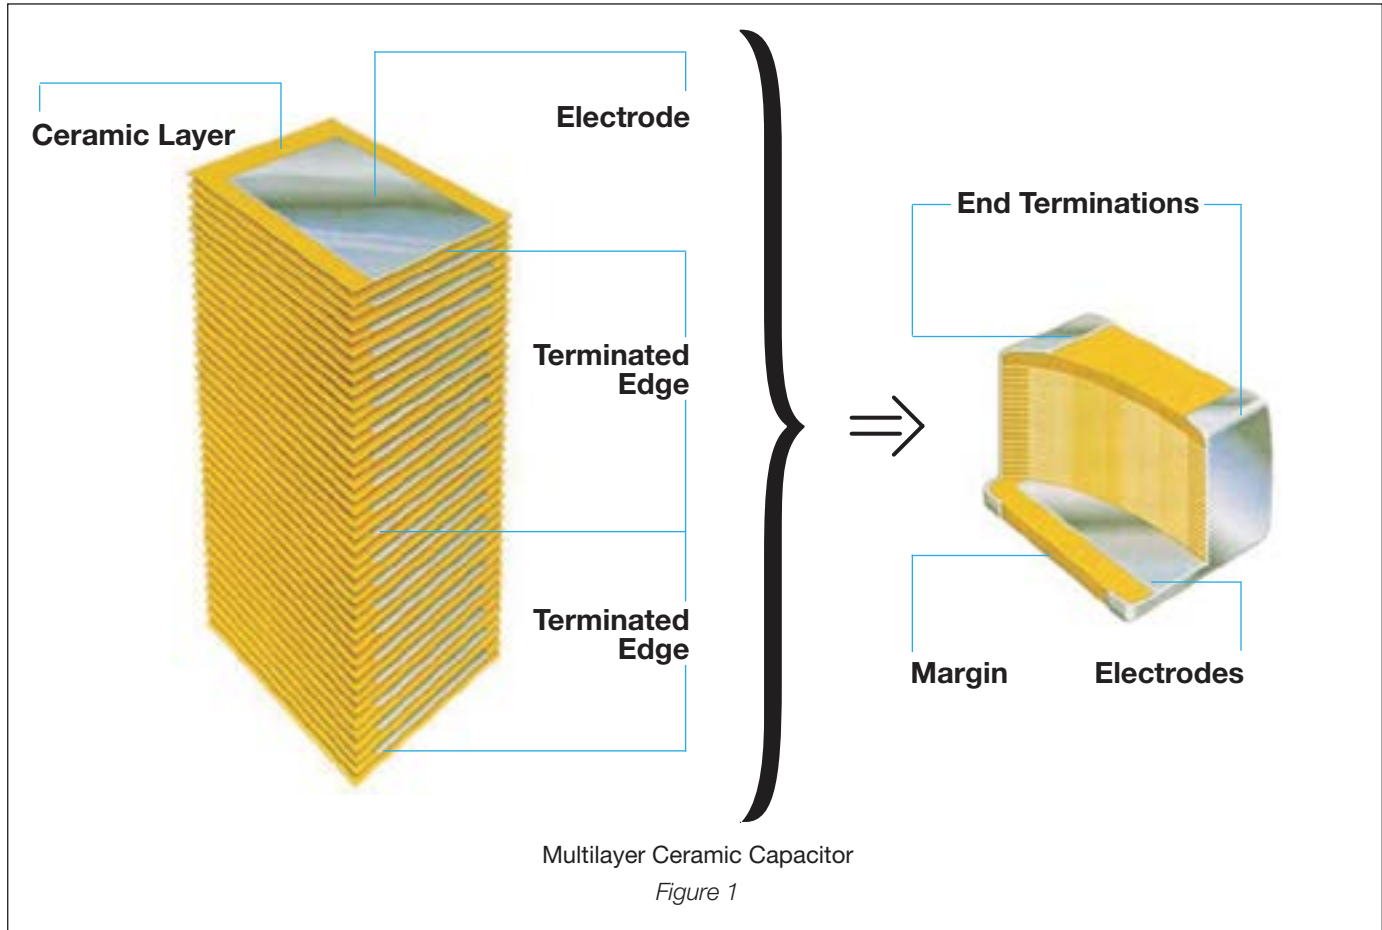 Ceramic Layer
Electrode
Terminated
Edge
Terminated
Edge
End Terminations
Margin
Electrodes
Multilayer Ceramic Capacitor
Figure 1